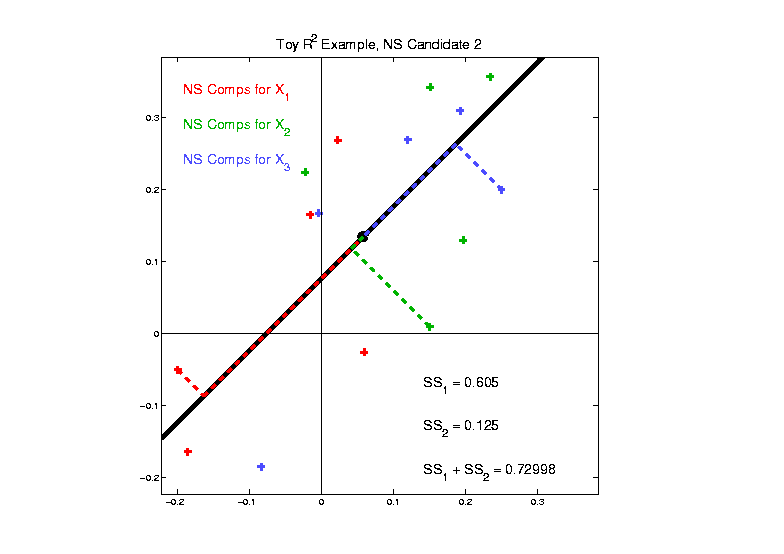 Toy R² Example, NS Candidate 2
NS Comps for X₁
NS Comps for X₂
NS Comps for X₃
0.3
0.2
0.1
0
−0.1
−0.2
SS₁ = 0.605
SS₂ = 0.125
SS₁ + SS₂ = 0.72998
−0.2 −0.1 0 0.1 0.2 0.3